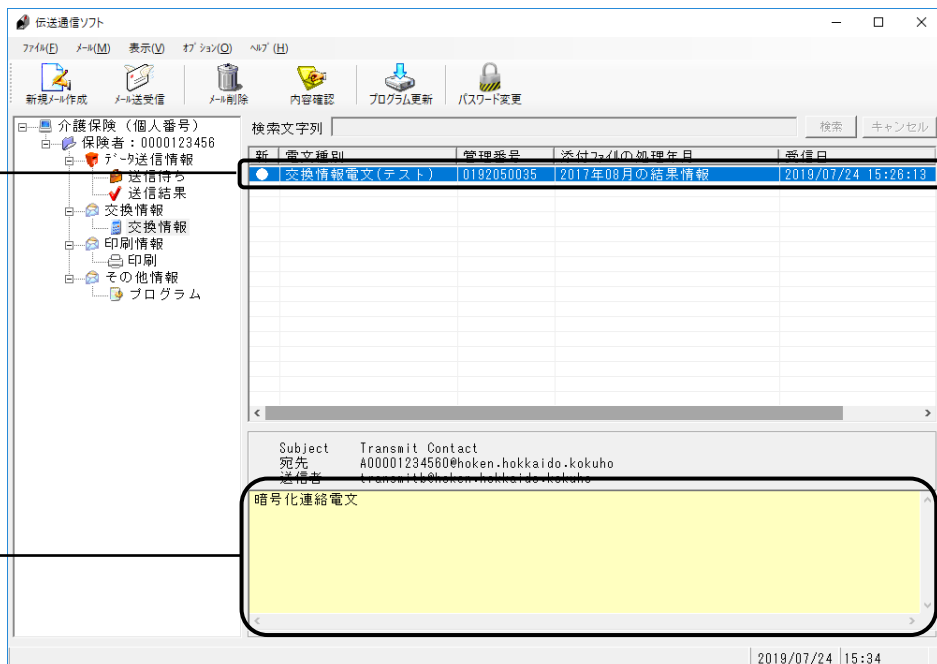 伝送通信ソフト
ファイル(F) メール(M) 表示(V) オプション(O) ヘルプ(H)
新規メール作成 メール送受信 メール削除 内容確認 プログラム更新 パスワード変更
介護保険（個人番号）
保険者：0000123456
データ送信情報
送信待ち
送信結果
交換情報
交換情報
印刷情報
印刷
その他情報
プログラム
検索文字列 検索 キャンセル
新 電文種別 管理番号 添付ファイルの処理年月 受信日
● 交換情報電文(テスト) 0192050035 2017年08月の結果情報 2019/07/24 15:26:13
Subject Transmit Contact
宛先 A00001234560@hoken.hokkaido.kokuho
送信者 transmitb@hoken.hokkaido.kokuho
暗号化連絡電文
2019/07/24 15:34